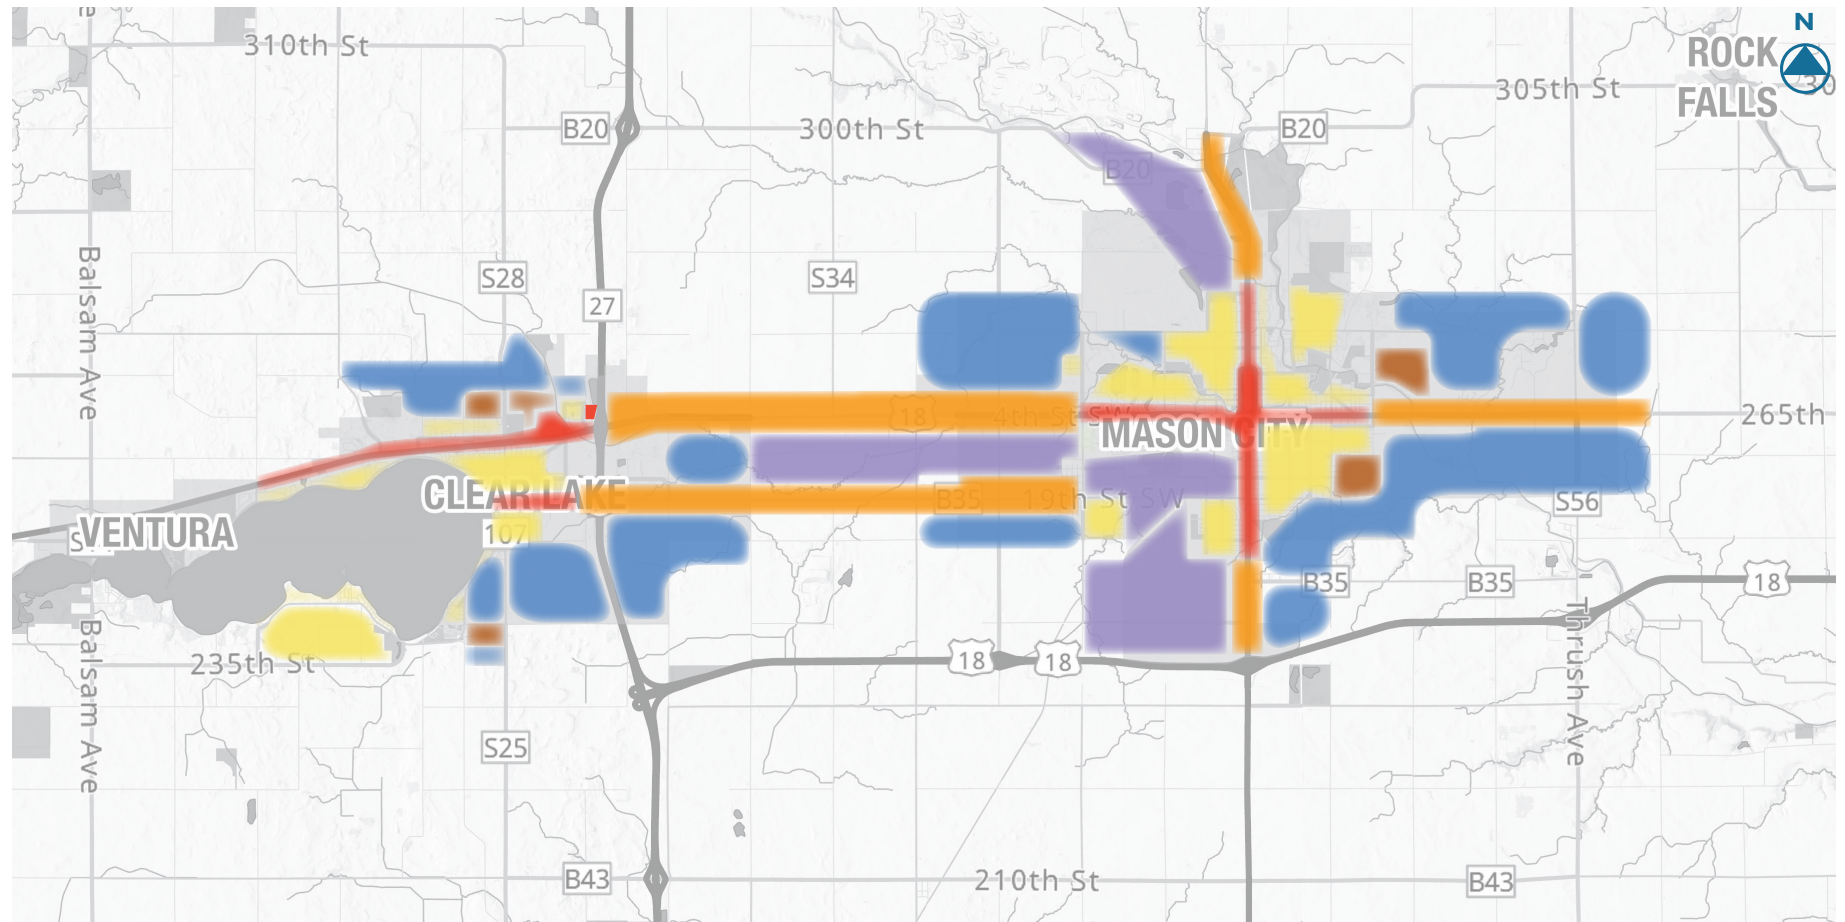 N
ROCK
FALLS
310th St
305th St
30
B20
300th St
B20
B20
Balsam Ave
S28
S34
27
18
4th St SW
265th
MASON CITY
CLEAR LAKE
B35
19th St SW
S56
VENTURA
107
B35
B35
18
Thrush Ave
Balsam Ave
235th St
18
18
S25
B43
210th St
B43